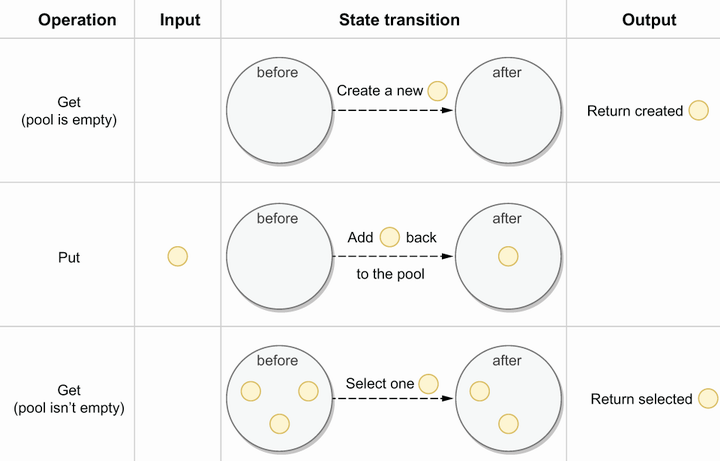 Operation
Input
State transition
Output
Get
(pool is empty)
before
Create a new
after
Return created
Put
before
Add back
to the pool
after
Get
(pool isn't empty)
before
Select one
after
Return selected